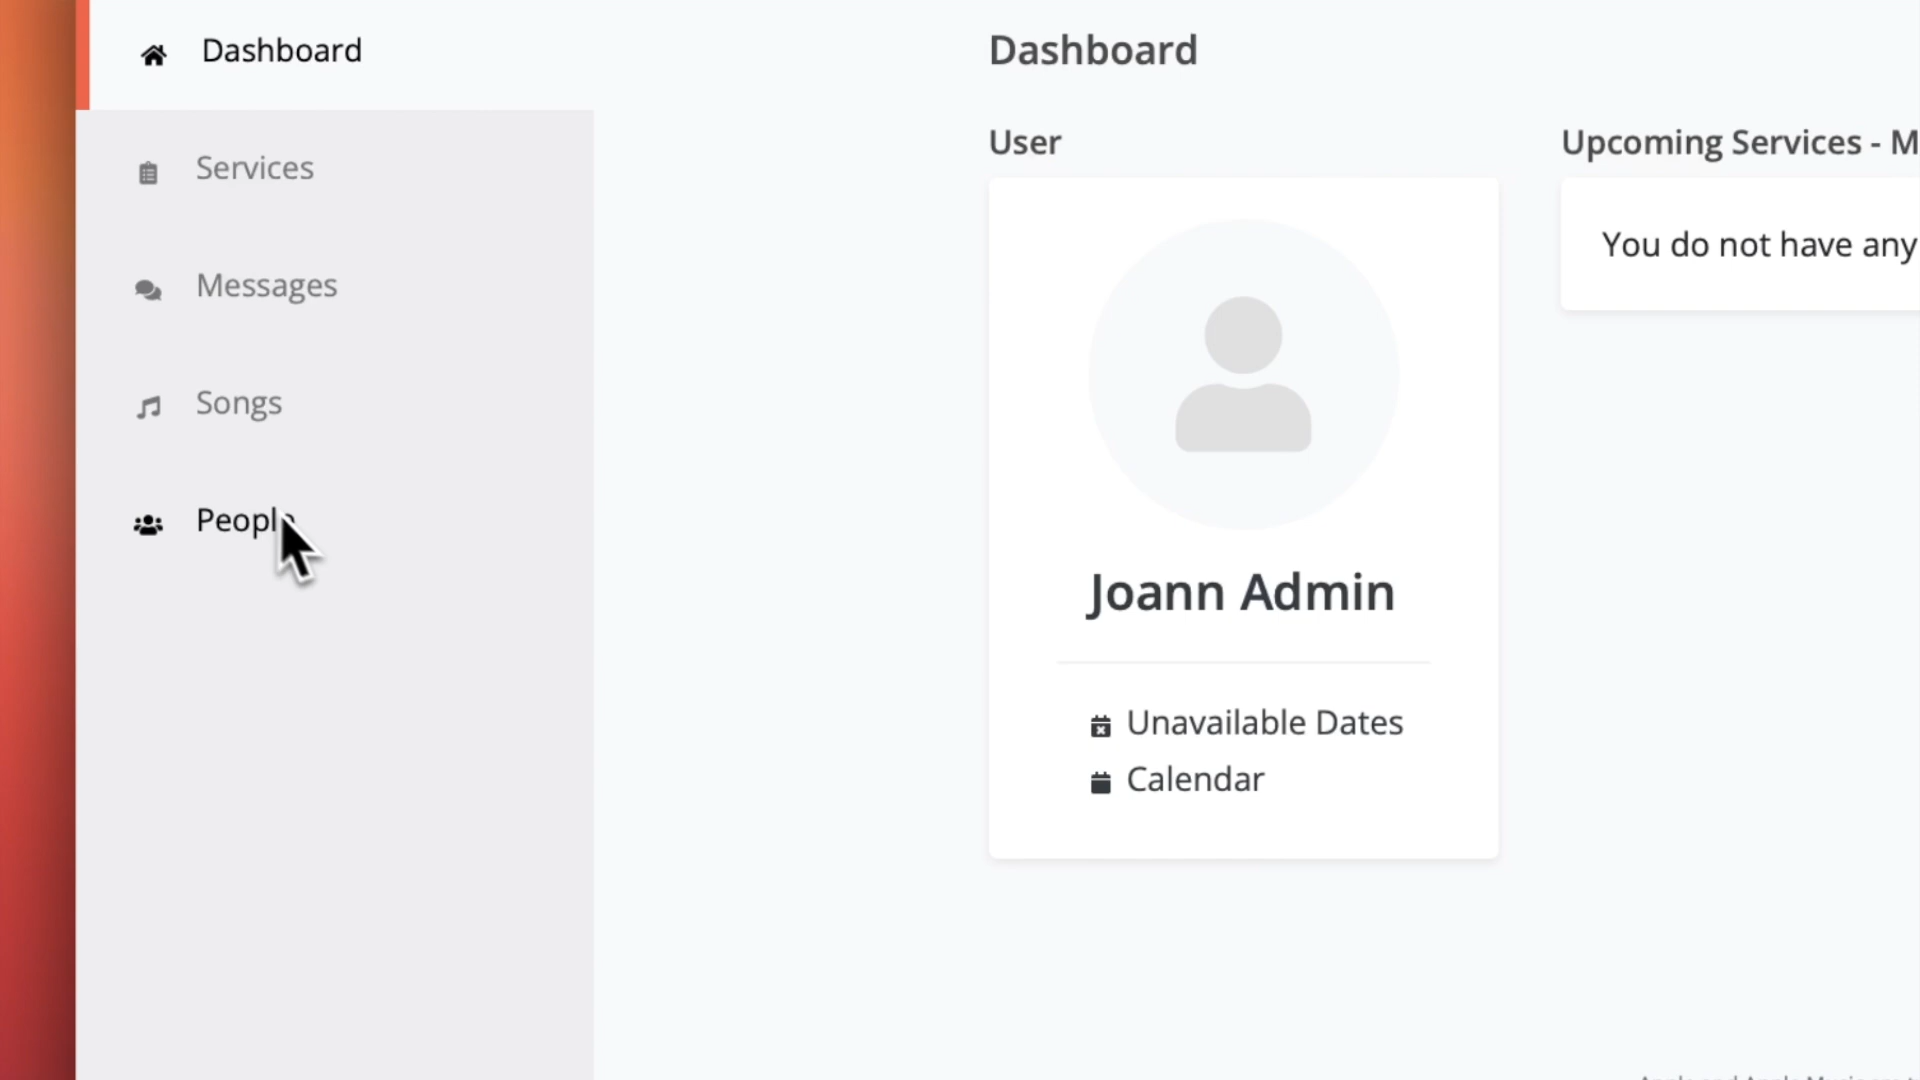 Dashboard
Services
Messages
Songs
People
Dashboard
User
Joann Admin
Unavailable Dates
Calendar
Upcoming Services - M
You do not have any